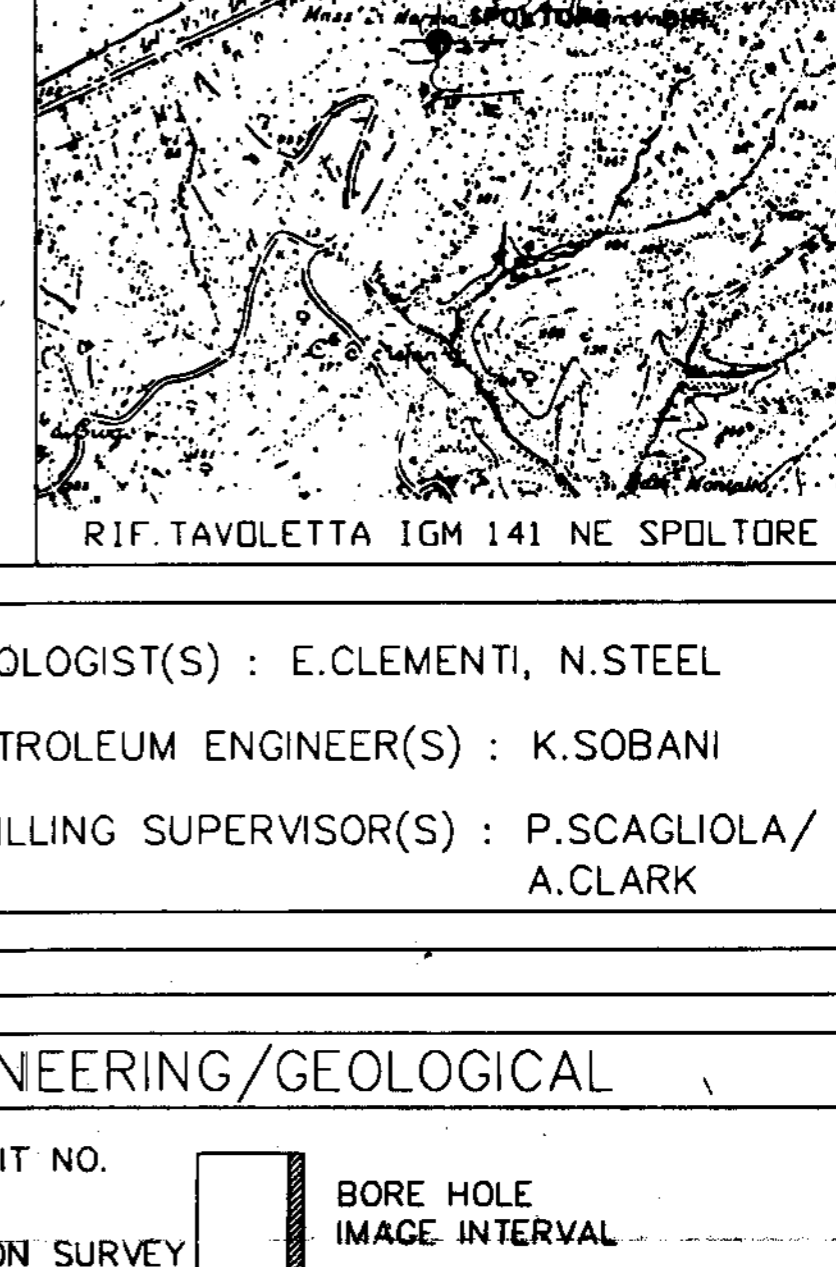 SPOLTORE DIR
RIF. TAVOLETTA IGM 141 NE SPOLTORE
OLOGIST(S) : E.CLEMENTI, N.STEEL
TROLEUM ENGINEER(S) : K.SOBANI
ILLING SUPERVISOR(S) : P.SCAGLIOLA/
A.CLARK
NEERING/GEOLOGICAL
IT NO.
BORE HOLE
IMAGE INTERVAL
ON SURVEY